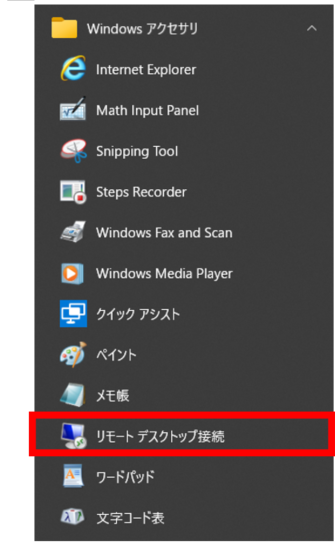 Windows アクセサリ
Internet Explorer
Math Input Panel
Snipping Tool
Steps Recorder
Windows Fax and Scan
Windows Media Player
クイック アシスト
ペイント
メモ帳
リモート デスクトップ接続
ワードパッド
文字コード表